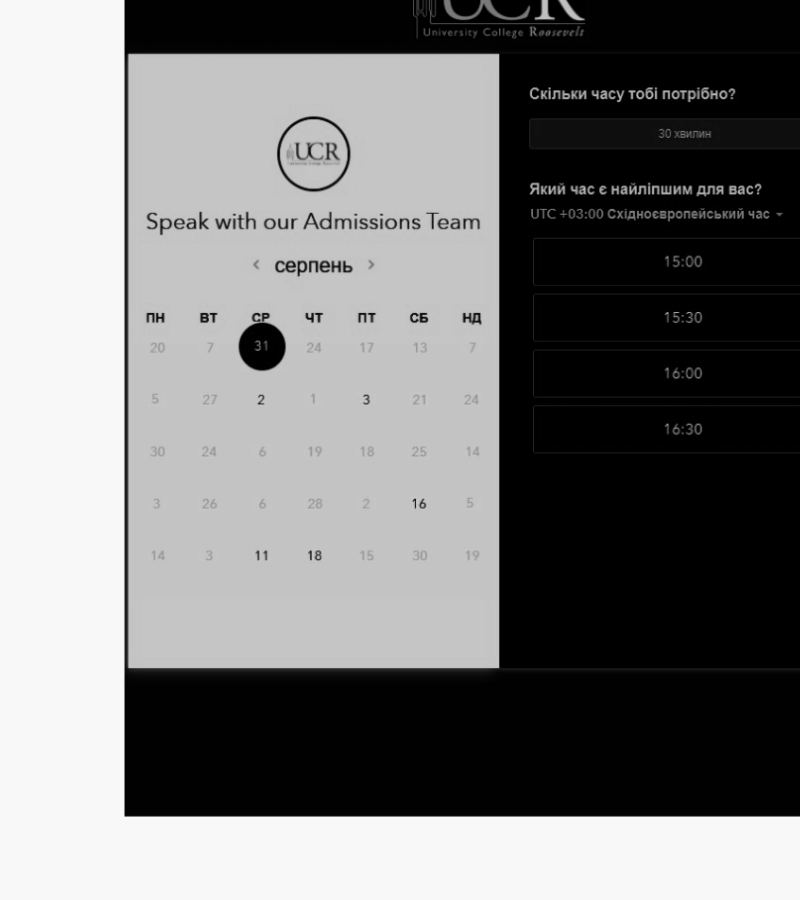 UCR
University College Roosevelt
UCR
Speak with our Admissions Team
серпень
ПН ВТ СР ЧТ ПТ СБ НД
20 7 31 24 17 13 7
5 27 2 1 3 21 24
30 24 6 19 18 25 14
3 26 6 28 2 16 5
14 3 11 18 15 30 19
Скільки часу тобі потрібно?
30 хвилин
Який час є найліпшим для вас?
UTC +03:00 Східноєвропейський час
15:00
15:30
16:00
16:30